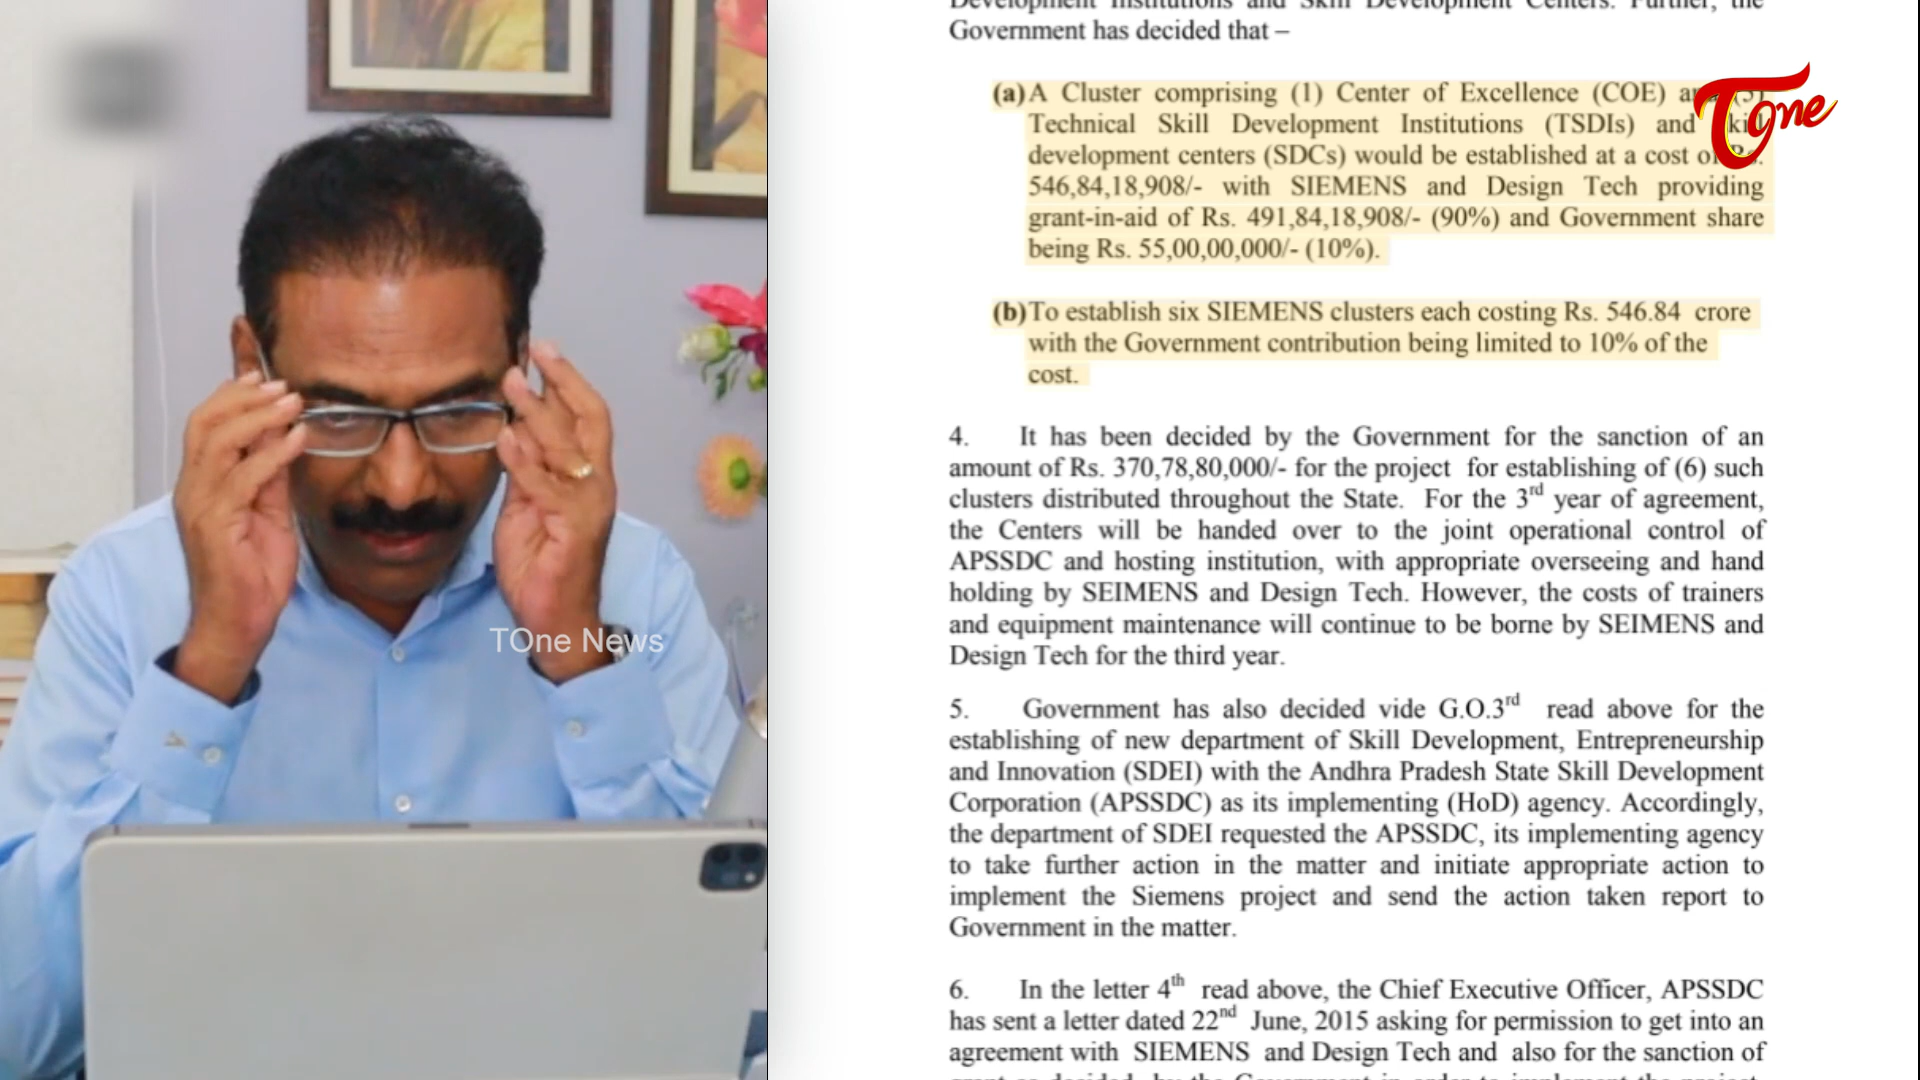 Government has decided that –
(a) A Cluster comprising (1) Center of Excellence (COE)
Technical Skill Development Institutions (TSDIs) and
development centers (SDCs) would be established at a cost
546,84,18,908/- with SIEMENS and Design Tech providing
grant-in-aid of Rs. 491,84,18,908/- (90%) and Government share
being Rs. 55,00,00,000/- (10%).
(b) To establish six SIEMENS clusters each costing Rs. 546.84 crore
with the Government contribution being limited to 10% of the
cost.
4. It has been decided by the Government for the sanction of an
amount of Rs. 370,78,80,000/- for the project for establishing of (6) such
clusters distributed throughout the State. For the 3rd year of agreement,
the Centers will be handed over to the joint operational control of
APSSDC and hosting institution, with appropriate overseeing and hand
holding by SEIMENS and Design Tech. However, the costs of trainers
and equipment maintenance will continue to be borne by SEIMENS and
Design Tech for the third year.
5. Government has also decided vide G.O.3rd read above for the
establishing of new department of Skill Development, Entrepreneurship
and Innovation (SDEI) with the Andhra Pradesh State Skill Development
Corporation (APSSDC) as its implementing (HoD) agency. Accordingly,
the department of SDEI requested the APSSDC, its implementing agency
to take further action in the matter and initiate appropriate action to
implement the Siemens project and send the action taken report to
Government in the matter.
6. In the letter 4th read above, the Chief Executive Officer, APSSDC
has sent a letter dated 22nd June, 2015 asking for permission to get into an
agreement with SIEMENS and Design Tech and also for the sanction of
TOne
TOne News